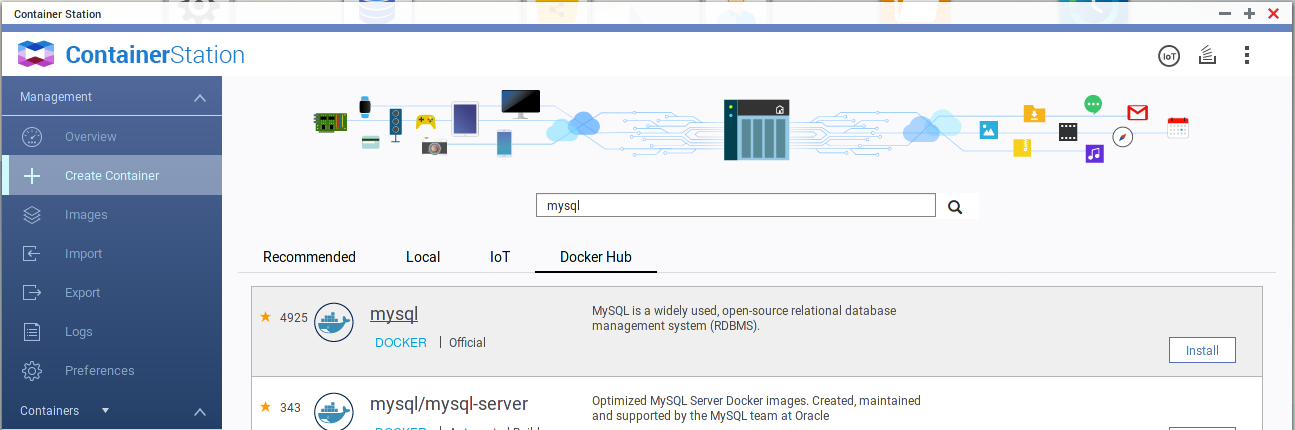 Container Station
ContainerStation
IoT
Management
Overview
Create Container
Images
Import
Export
Logs
Preferences
Containers
mysql
Recommended Local IoT Docker Hub
4925 mysql
DOCKER | Official
MySQL is a widely used, open-source relational database
management system (RDBMS).
Install
343 mysql/mysql-server
Optimized MySQL Server Docker images. Created, maintained
and supported by the MySQL team at Oracle